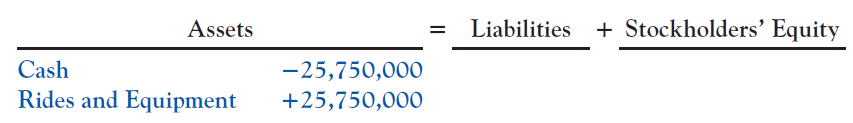 Assets = Liabilities + Stockholders’ Equity
Cash −25,750,000
Rides and Equipment +25,750,000